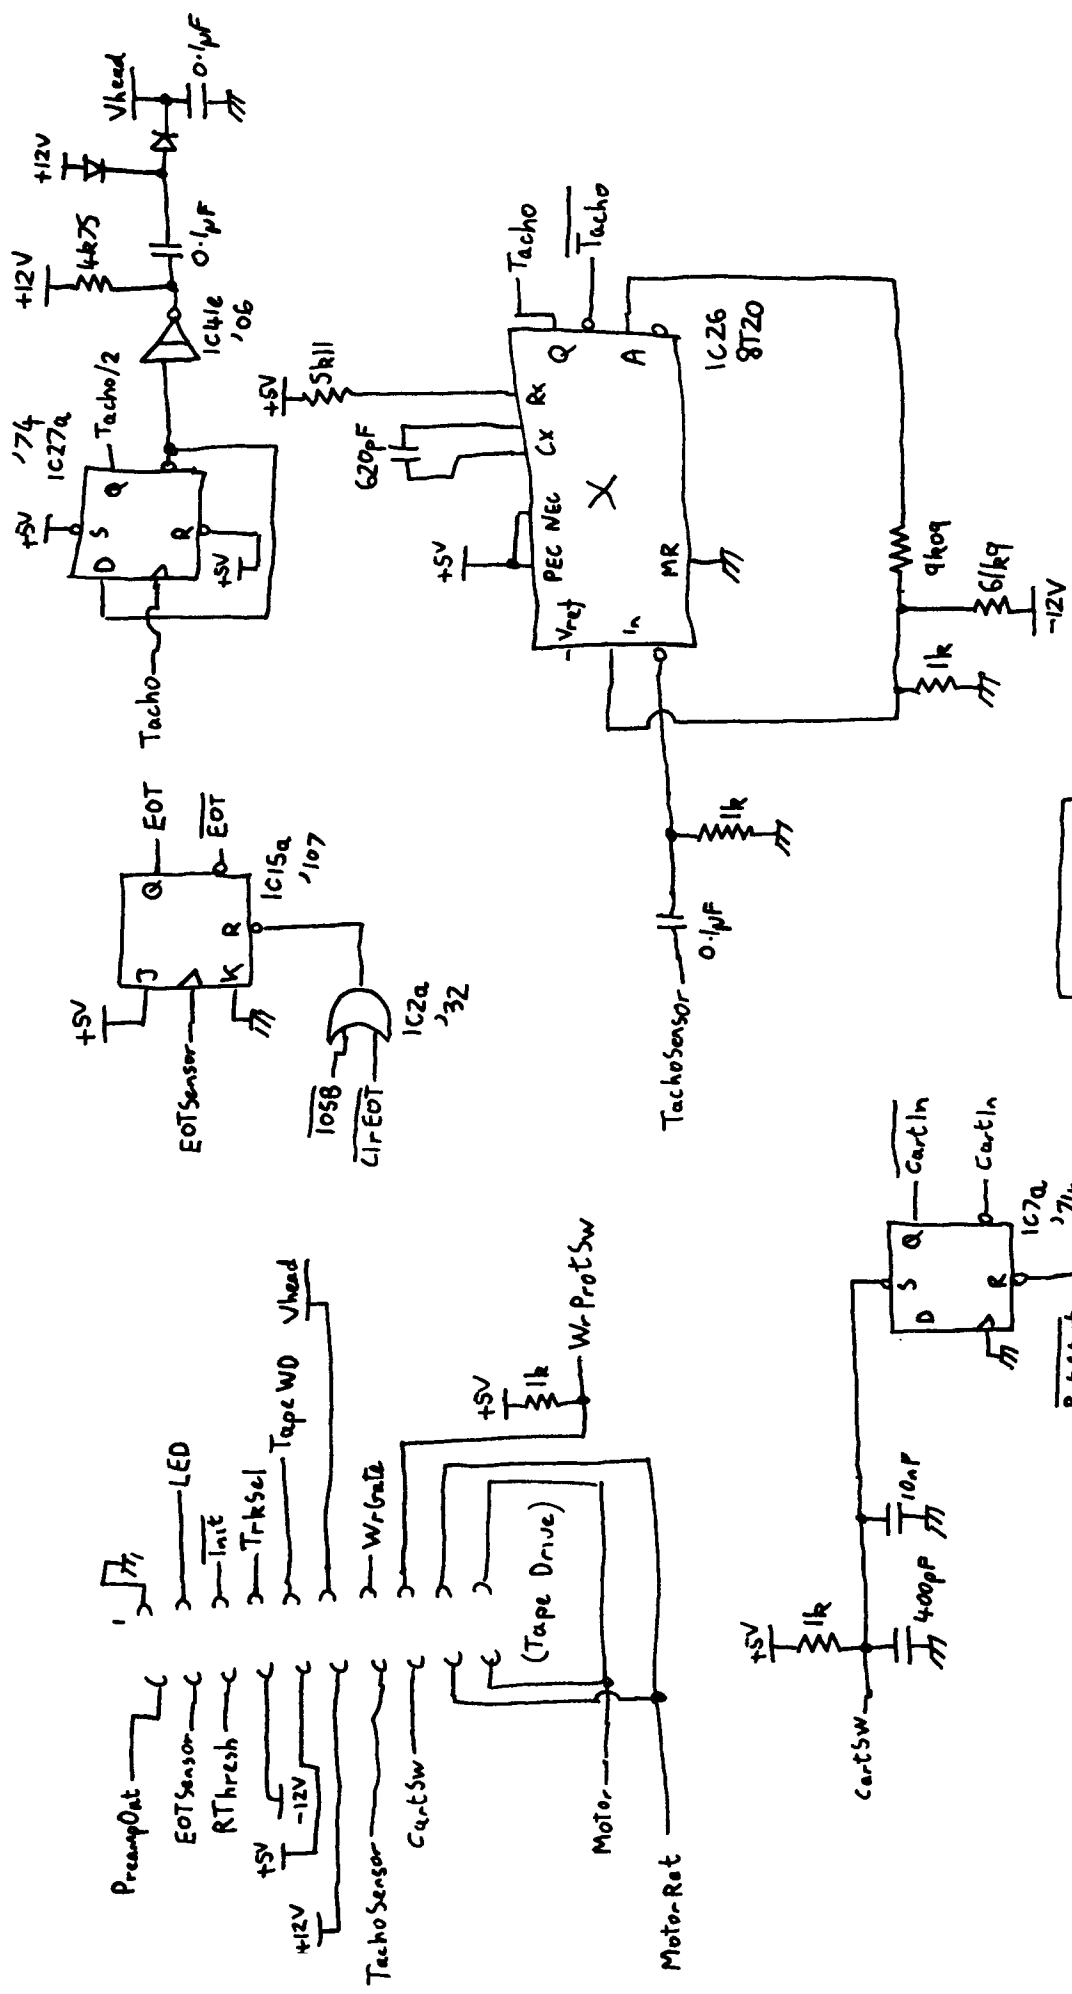 PreampOut
EOTSensor
RThresh
-12V
+5V
+12V
TachoSensor
CartSw
Motor
MotorRet
1
LED
Init
TrkSel
TapeWD
Vhead
WrGate
+5V
1k
WrProtSw
(Tape Drive)
+5V
EOTSensor
J
K
Q
R
EOT
EOT
IC15a
'107
IOSB
ClrEOT
IC2a
'32
Tacho
+5V
D
S
Q
R
+5V
'74
IC27a
Tacho/2
IC41e
'06
+12V
4k75
0.1µF
+12V
Vhead
0.1µF
TachoSensor
0.1µF
1k
Vref
In
+5V
PEC
NEC
Cx
Rx
620pF
+5V
5k11
X
MR
Q
A
Tacho
Tacho
IC26
8T20
9k09
61k9
-12V
1k
CartSw
+5V
1k
400pF
10nF
D
S
Q
R
CartIn
CartIn
IC7a